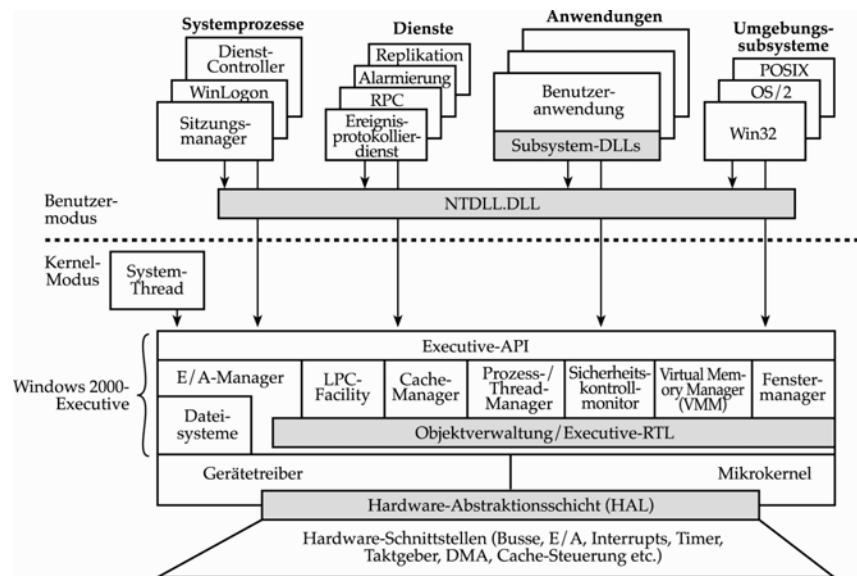 Systemprozesse
Dienste
Anwendungen
Umgebungs-
subsysteme
Dienst-
Controller
WinLogon
Sitzungs-
manager
Replikation
Alarmierung
RPC
Ereignis-
protokollier-
dienst
Benutzer-
anwendung
Subsystem-DLLs
POSIX
OS/2
Win32
Benutzer-
modus
NTDLL.DLL
Kernel-
Modus
System-
Thread
Windows 2000-
Executive
Executive-API
E/A-Manager
LPC-
Facility
Cache-
Manager
Prozess-/
Thread-
Manager
Sicherheits-
kontroll-
monitor
Virtual Mem-
ory Manager
(VMM)
Fenster-
manager
Datei-
systeme
Objektverwaltung/Executive-RTL
Gerätetreiber
Mikrokernel
Hardware-Abstraktionsschicht (HAL)
Hardware-Schnittstellen (Busse, E/A, Interrupts, Timer,
Taktgeber, DMA, Cache-Steuerung etc.)